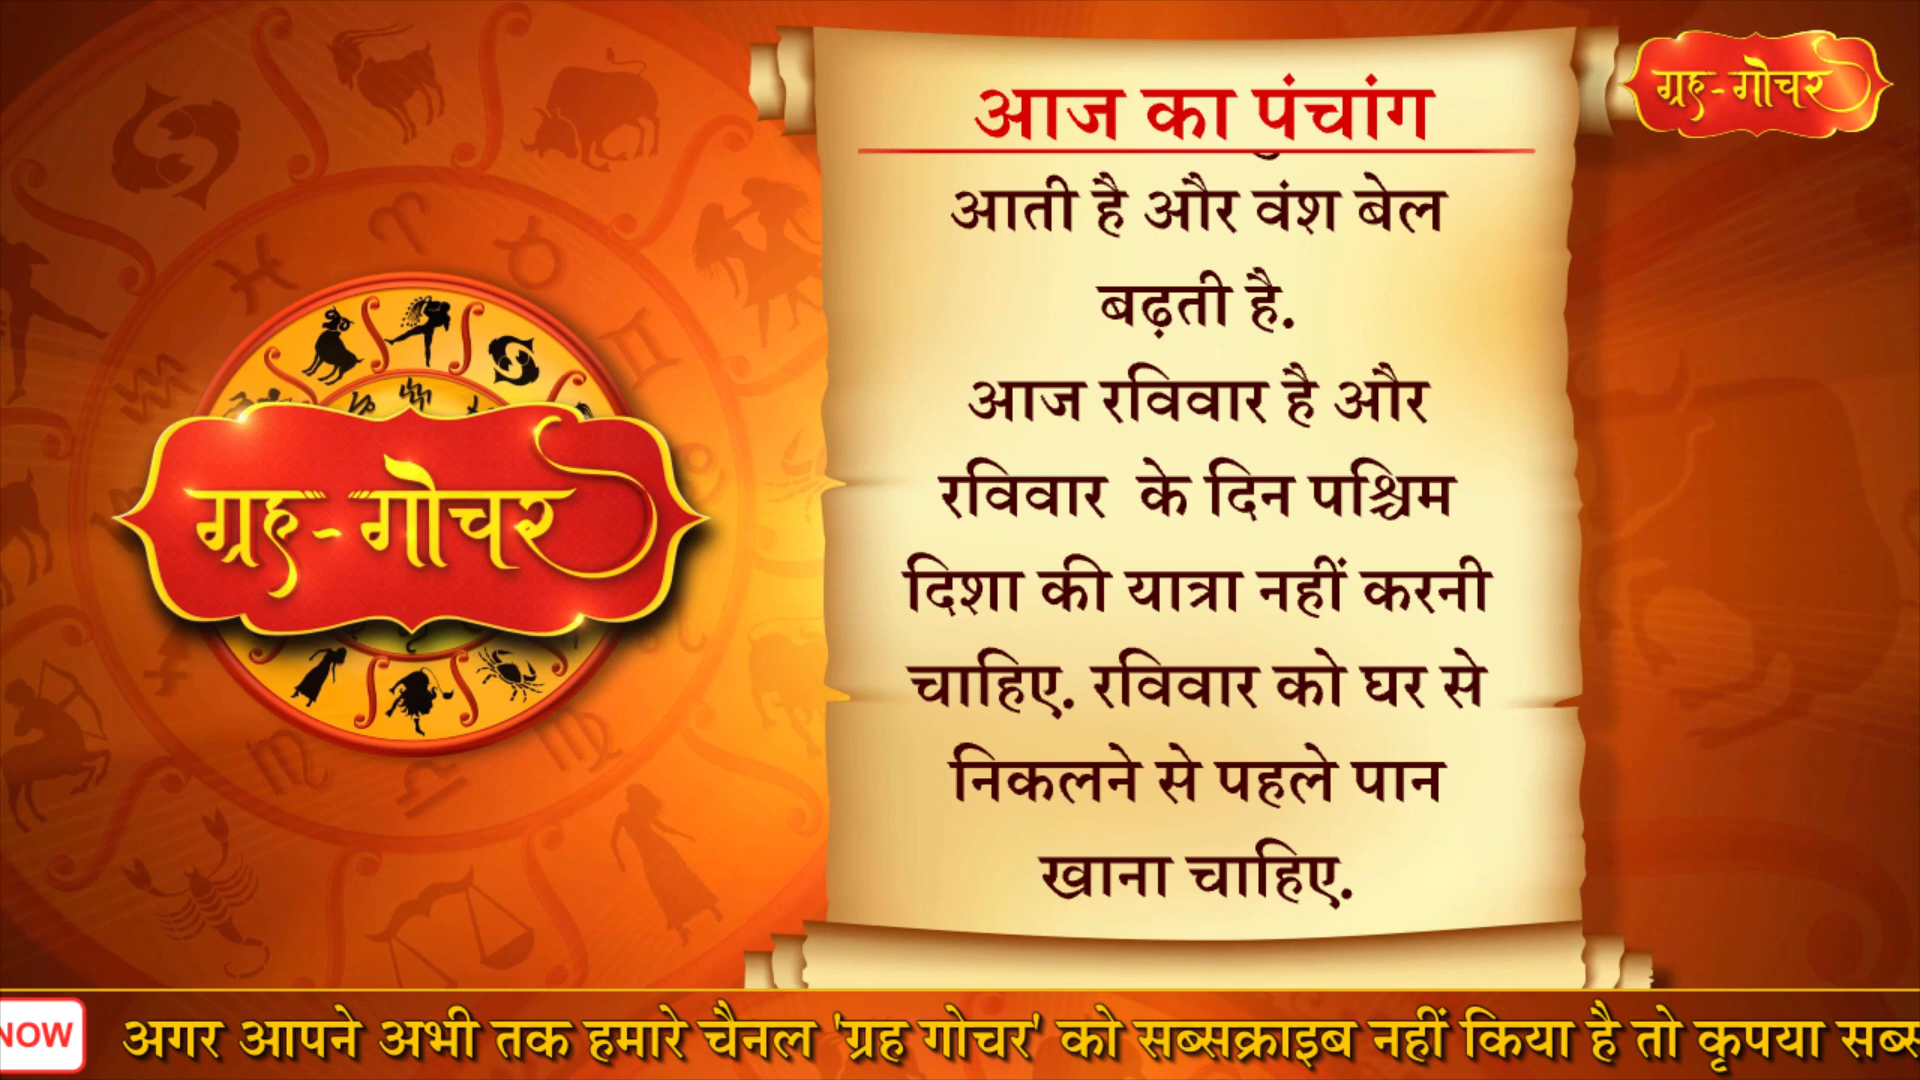 आज का पंचांग
ग्रह-गोचर
आती है और वंश बेल
बढ़ती है.
आज रविवार है और
रविवार के दिन पश्चिम
दिशा की यात्रा नहीं करनी
चाहिए. रविवार को घर से
निकलने से पहले पान
खाना चाहिए.
ग्रह-गोचर
NOW अगर आपने अभी तक हमारे चैनल 'ग्रह गोचर' को सब्सक्राइब नहीं किया है तो कृपया